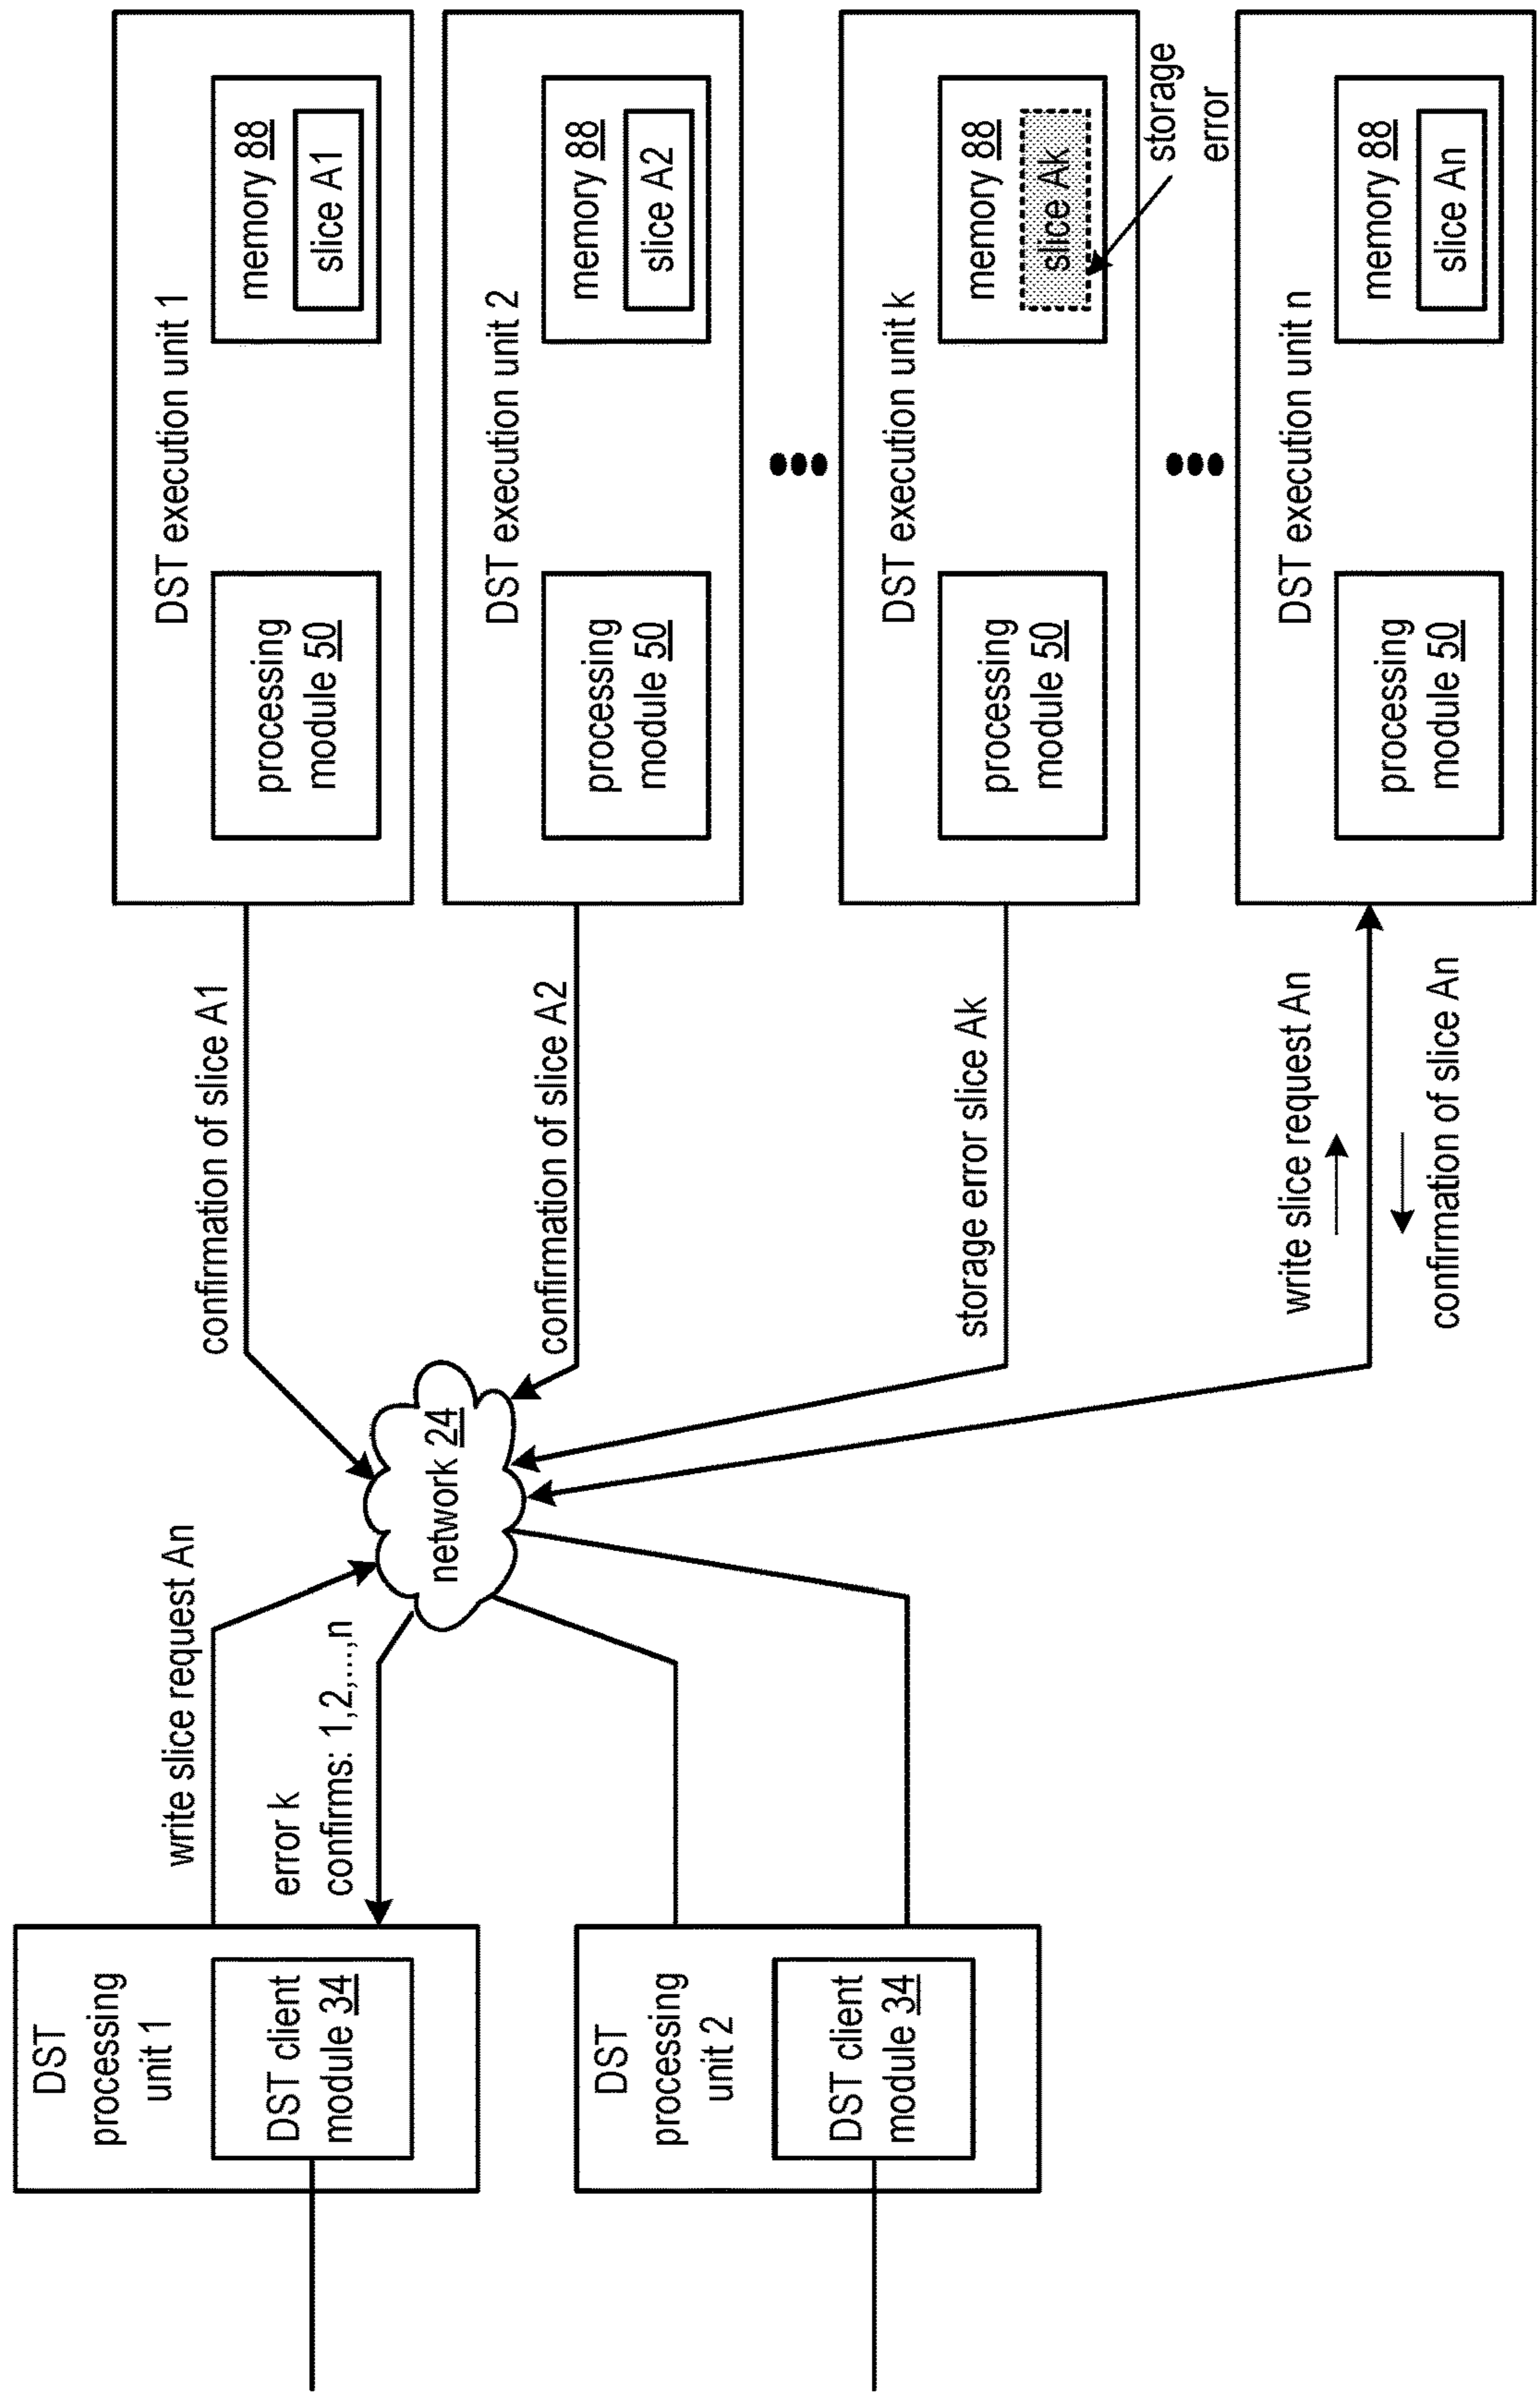 DST
processing
unit 1
DST client
module 34
write slice request An
error k
confirms: 1,2,...,n
DST
processing
unit 2
DST client
module 34
network 24
confirmation of slice A1
confirmation of slice A2
storage error slice Ak
write slice request An
confirmation of slice An
DST execution unit 1
processing
module 50
memory 88
slice A1
DST execution unit 2
processing
module 50
memory 88
slice A2
DST execution unit k
processing
module 50
memory 88
slice Ak
storage
error
DST execution unit n
processing
module 50
memory 88
slice An